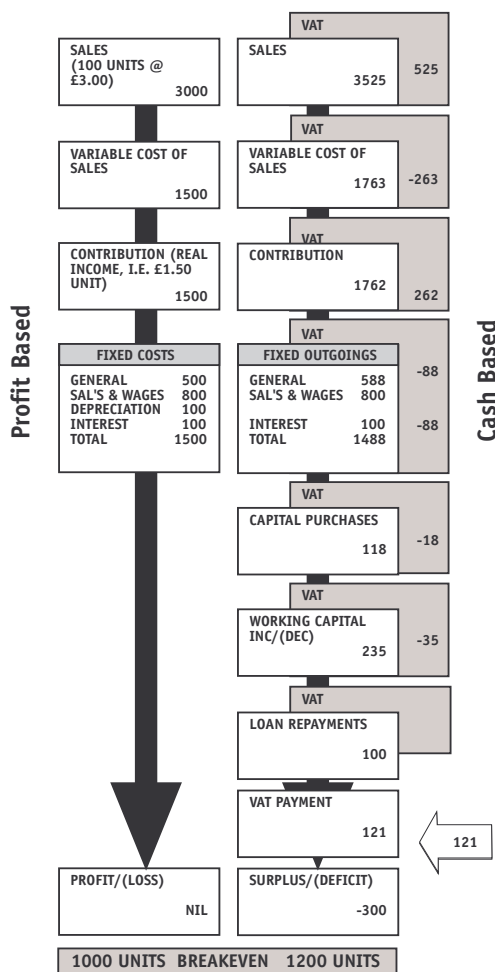 Profit Based
SALES
(100 UNITS @
£3.00)
3000
VARIABLE COST OF
SALES
1500
CONTRIBUTION (REAL
INCOME, I.E. £1.50
UNIT)
1500
FIXED COSTS
GENERAL 500
SAL'S & WAGES 800
DEPRECIATION 100
INTEREST 100
TOTAL 1500
PROFIT/(LOSS)
NIL
Cash Based
VAT
SALES
3525
525
VAT
VARIABLE COST OF
SALES
1763
-263
VAT
CONTRIBUTION
1762
262
VAT
FIXED OUTGOINGS
GENERAL 588
SAL'S & WAGES 800
INTEREST 100
TOTAL 1488
-88
-88
VAT
CAPITAL PURCHASES
118
-18
VAT
WORKING CAPITAL
INC/(DEC)
235
-35
VAT
LOAN REPAYMENTS
100
VAT PAYMENT
121
121
SURPLUS/(DEFICIT)
-300
1000 UNITS BREAKEVEN 1200 UNITS